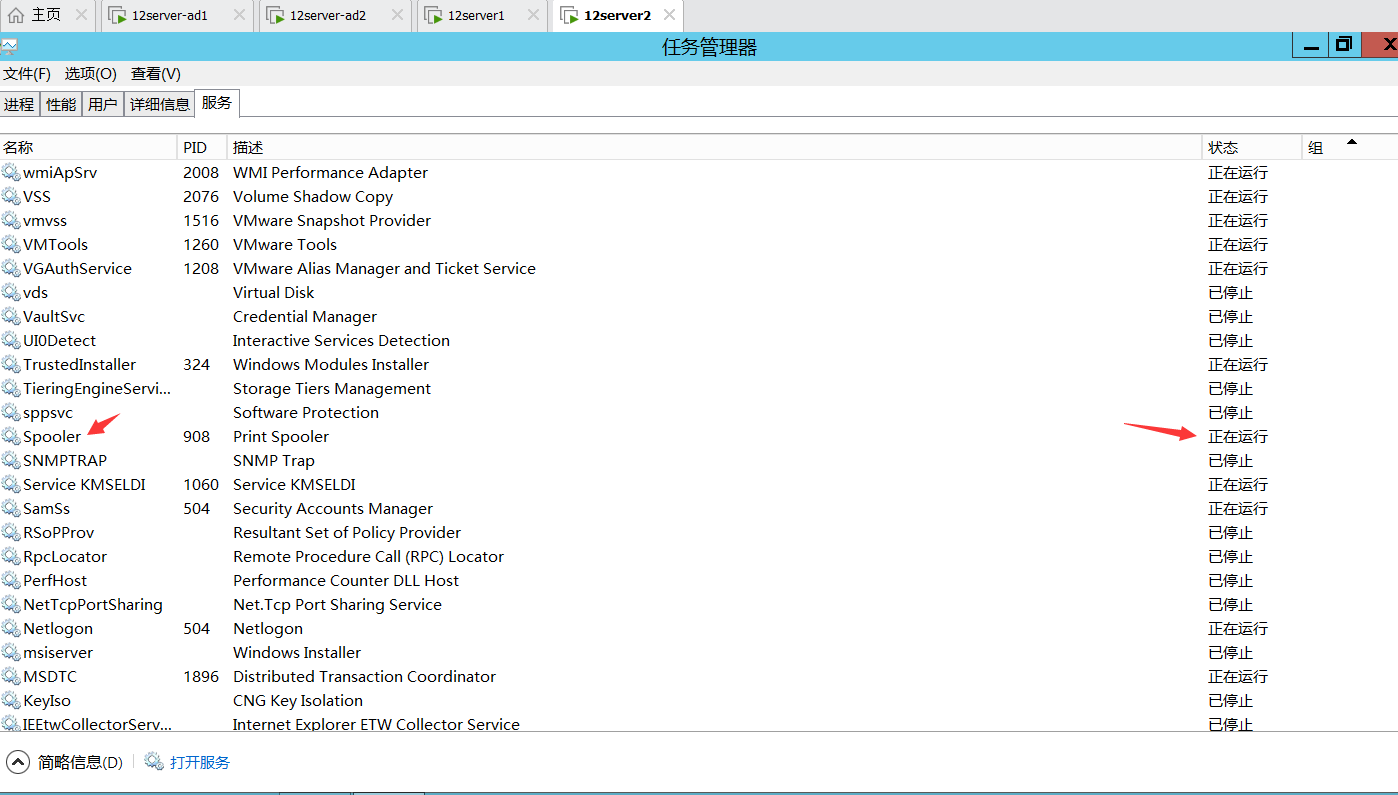 主页 12server-ad1 12server-ad2 12server1 12server2
任务管理器
文件(F) 选项(O) 查看(V)
进程 性能 用户 详细信息 服务
名称 PID 描述 状态 组
wmiApSrv 2008 WMI Performance Adapter 正在运行
VSS 2076 Volume Shadow Copy 正在运行
vmvss 1516 VMware Snapshot Provider 正在运行
VMTools 1260 VMware Tools 正在运行
VGAuthService 1208 VMware Alias Manager and Ticket Service 正在运行
vds Virtual Disk 已停止
VaultSvc Credential Manager 已停止
UI0Detect Interactive Services Detection 已停止
TrustedInstaller 324 Windows Modules Installer 正在运行
TieringEngineServi... Storage Tiers Management 已停止
sppsvc Software Protection 已停止
Spooler 908 Print Spooler 正在运行
SNMPTRAP SNMP Trap 已停止
Service KMSELDI 1060 Service KMSELDI 正在运行
SamSs 504 Security Accounts Manager 正在运行
RSoPProv Resultant Set of Policy Provider 已停止
RpcLocator Remote Procedure Call (RPC) Locator 已停止
PerfHost Performance Counter DLL Host 已停止
NetTcpPortSharing Net.Tcp Port Sharing Service 已停止
Netlogon 504 Netlogon 正在运行
msiserver Windows Installer 已停止
MSDTC 1896 Distributed Transaction Coordinator 正在运行
KeyIso CNG Key Isolation 已停止
IEEtwCollectorServ... Internet Explorer ETW Collector Service 已停止
简略信息(D) 打开服务